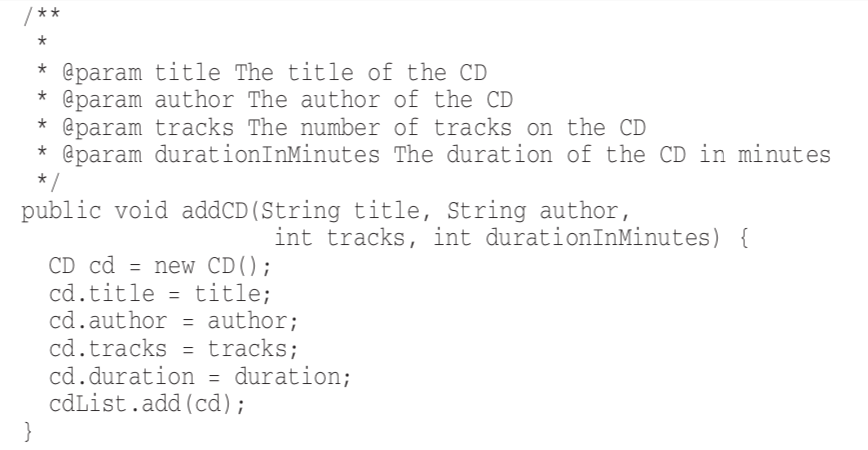 /**
 *
 * @param title The title of the CD
 * @param author The author of the CD
 * @param tracks The number of tracks on the CD
 * @param durationInMinutes The duration of the CD in minutes
 */
public void addCD(String title, String author,
                   int tracks, int durationInMinutes) {
  CD cd = new CD();
  cd.title = title;
  cd.author = author;
  cd.tracks = tracks;
  cd.duration = duration;
  cdList.add(cd);
}